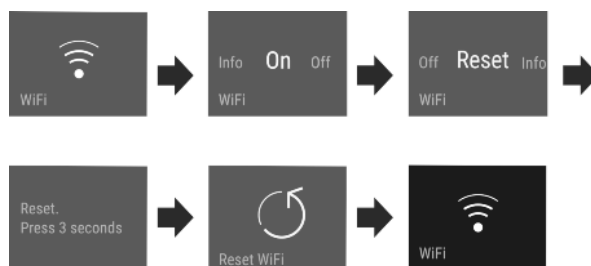 WiFi
Info On Off
WiFi
Off Reset Info
WiFi
Reset.
Press 3 seconds
Reset WiFi
WiFi